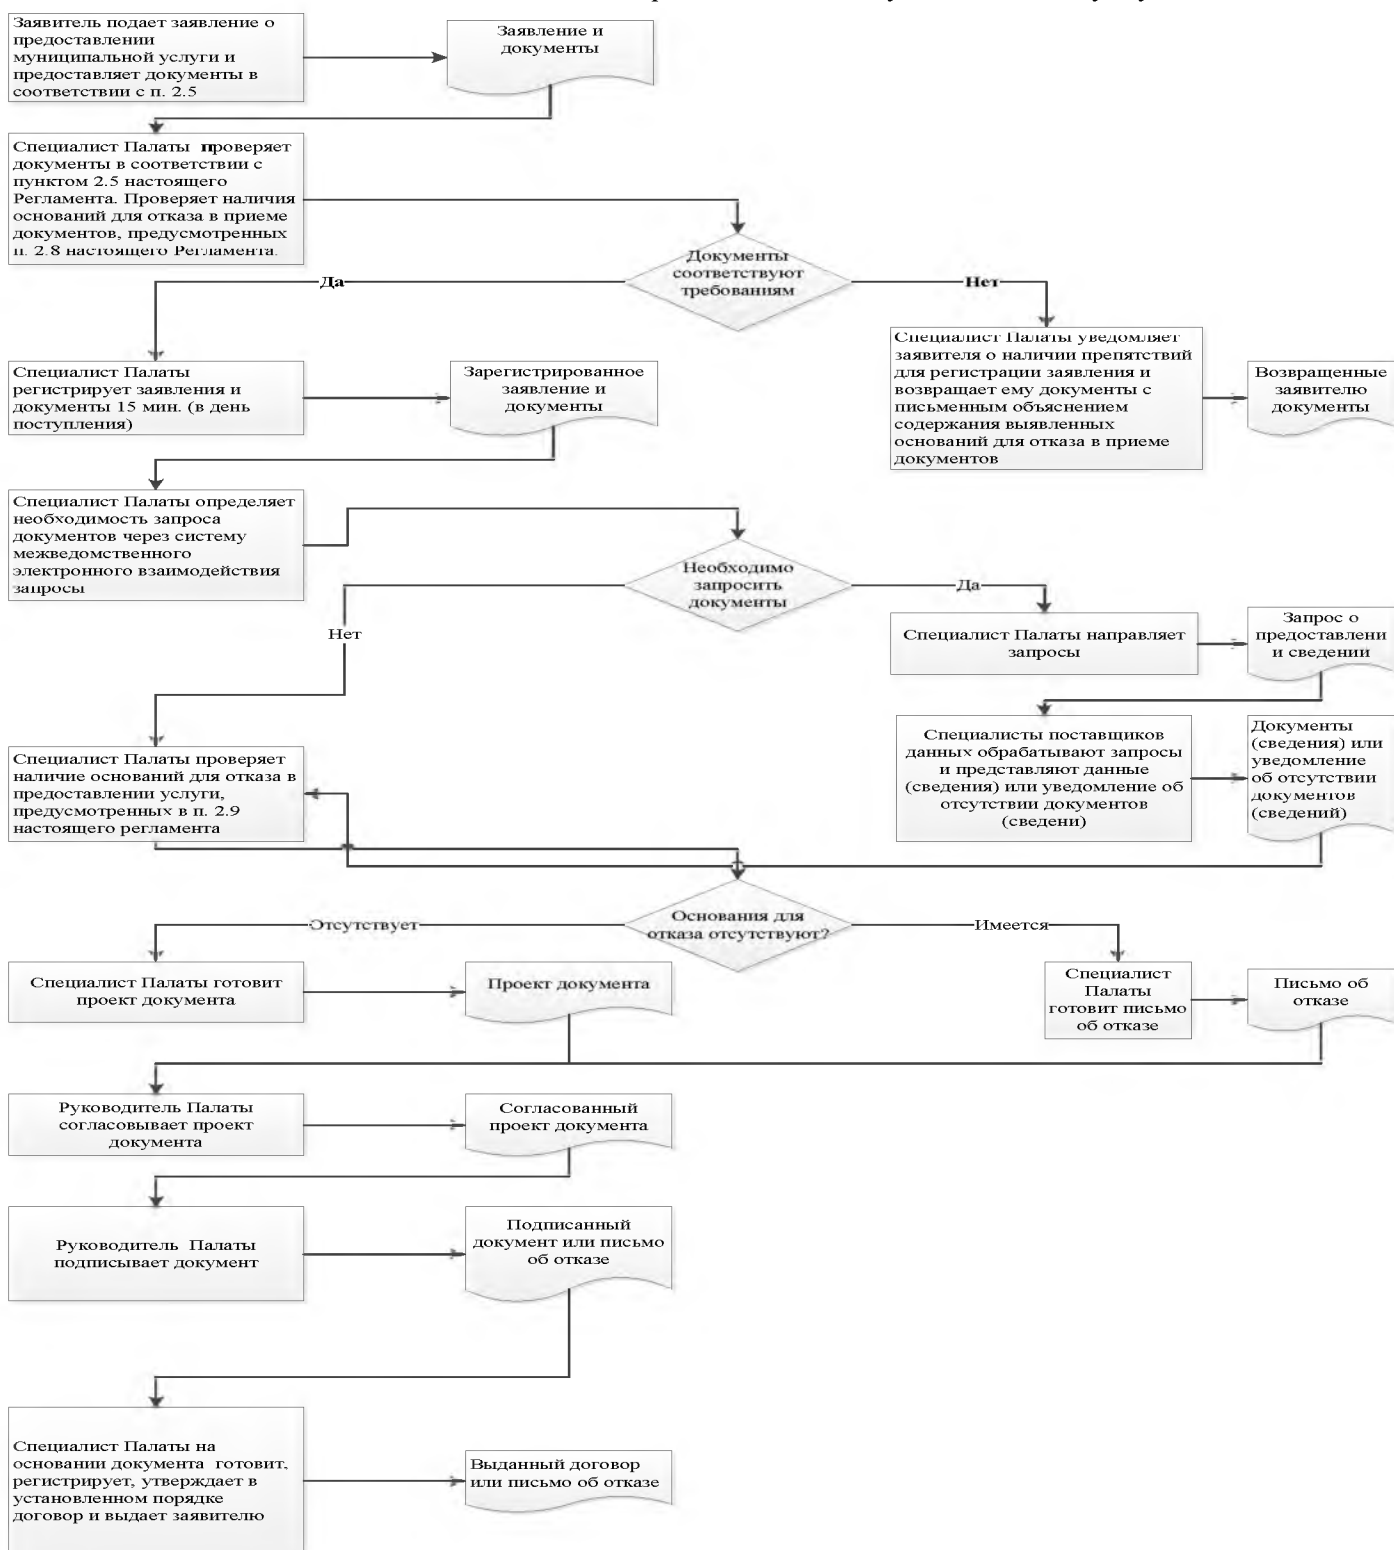 Заявитель подает заявление о
предоставлении
муниципальной услуги и
предоставляет документы в
соответствии с п. 2.5
Заявление и
документы
Специалист Палаты проверяет
документы в соответствии с
пунктом 2.5 настоящего
Регламента. Проверяет наличия
оснований для отказа в приеме
документов, предусмотренных
п. 2.8 настоящего Регламента.
Документы
соответствуют
требованиям
Да
Нет
Специалист Палаты
регистрирует заявления и
документы 15 мин. (в день
поступления)
Зарегистрированное
заявление и
документы
Специалист Палаты уведомляет
заявителя о наличии препятствий
для регистрации заявления и
возвращает ему документы с
письменным объяснением
содержания выявленных
оснований для отказа в приеме
документов
Возвращенные
заявителю
документы
Специалист Палаты определяет
необходимость запроса
документов через систему
межведомственного
электронного взаимодействия
запросы
Необходимо
запросить
документы
Да
Нет
Специалист Палаты направляет
запросы
Запрос о
предоставлени
и сведении
Специалисты поставщиков
данных обрабатывают запросы
и представляют данные
(сведения) или уведомление об
отсутствии документов
(сведени)
Документы
(сведения) или
уведомление
об отсутствии
документов
(сведений)
Специалист Палаты проверяет
наличие оснований для отказа в
предоставлении услуги,
предусмотренных в п. 2.9
настоящего регламента
Основания для
отказа отсутствуют?
Отсутствует
Имеется
Специалист Палаты готовит
проект документа
Проект документа
Специалист
Палаты
готовит письмо
об отказе
Письмо об
отказе
Руководитель Палаты
согласовывает проект
документа
Согласованный
проект документа
Руководитель Палаты
подписывает документ
Подписанный
документ или письмо
об отказе
Специалист Палаты на
основании документа готовит,
регистрирует, утверждает в
установленном порядке
договор и выдает заявителю
Выданный договор
или письмо об отказе